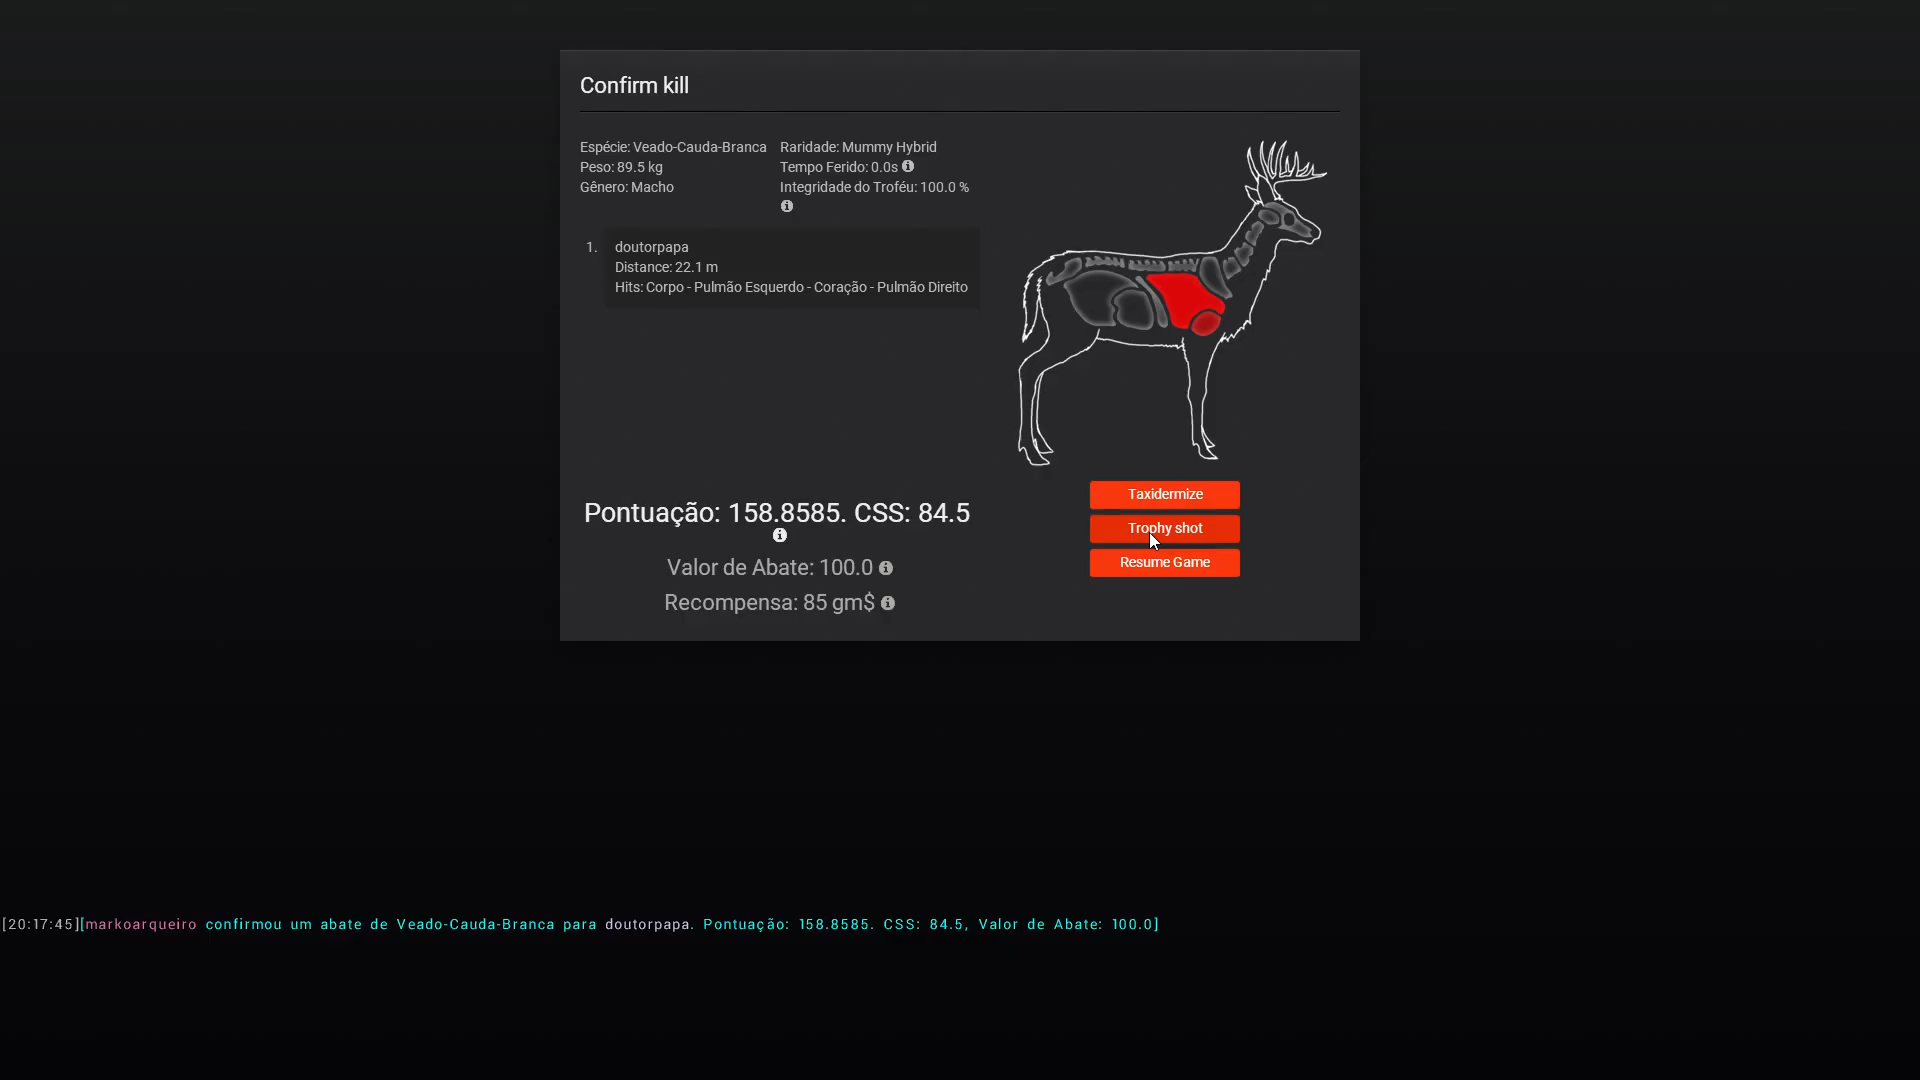 Confirm kill
Espécie: Veado-Cauda-Branca
Peso: 89.5 kg
Gênero: Macho
Raridade: Mummy Hybrid
Tempo Ferido: 0.0s
Integridade do Troféu: 100.0 %
1. doutorpapa
Distance: 22.1 m
Hits: Corpo - Pulmão Esquerdo - Coração - Pulmão Direito
Pontuação: 158.8585. CSS: 84.5
Valor de Abate: 100.0
Recompensa: 85 gm$
Taxidermize
Trophy shot
Resume Game
[20:17:45][markoarqueiro confirmou um abate de Veado-Cauda-Branca para doutorpapa. Pontuação: 158.8585. CSS: 84.5, Valor de Abate: 100.0]